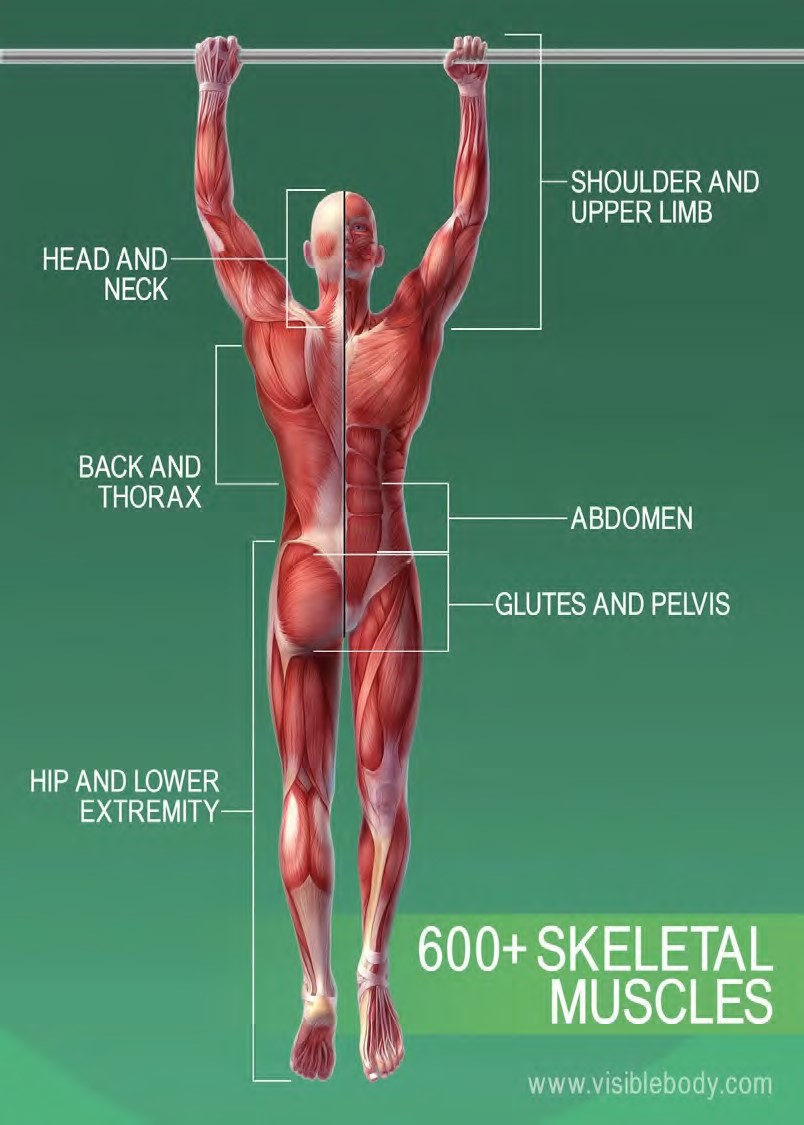 SHOULDER AND
UPPER LIMB
HEAD AND
NECK
BACK AND
THORAX
ABDOMEN
GLUTES AND PELVIS
HIP AND LOWER
EXTREMITY
600+ SKELETAL
MUSCLES
www.visiblebody.com